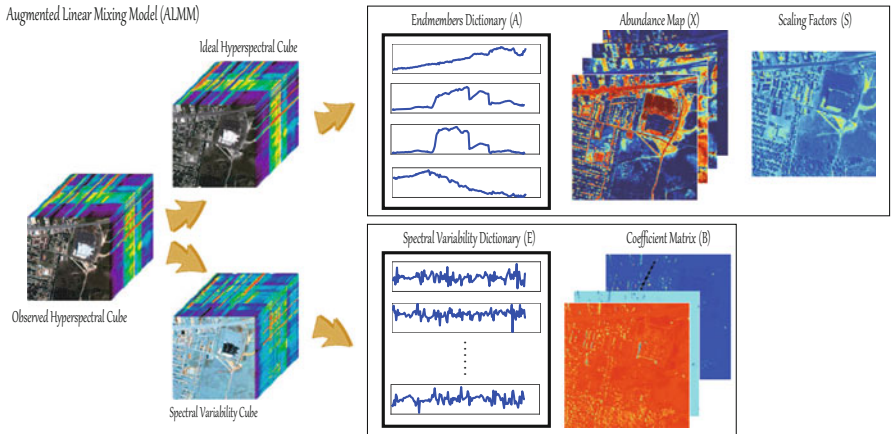 Augmented Linear Mixing Model (ALMM)
Ideal Hyperspectral Cube
Observed Hyperspectral Cube
Spectral Variability Cube
Endmembers Dictionary (A)
Abundance Map (X)
Scaling Factors (S)
Spectral Variability Dictionary (E)
Coefficient Matrix (B)